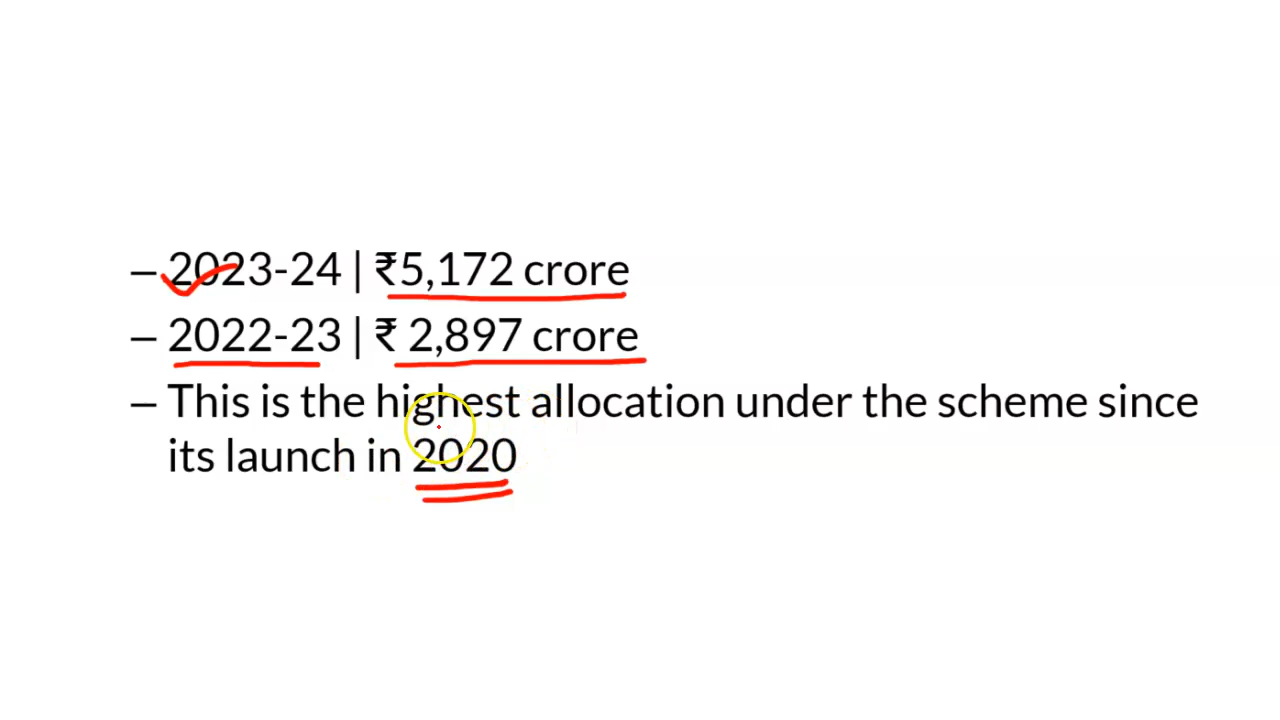 – 2023-24 | ₹5,172 crore
– 2022-23 | ₹ 2,897 crore
– This is the highest allocation under the scheme since
its launch in 2020